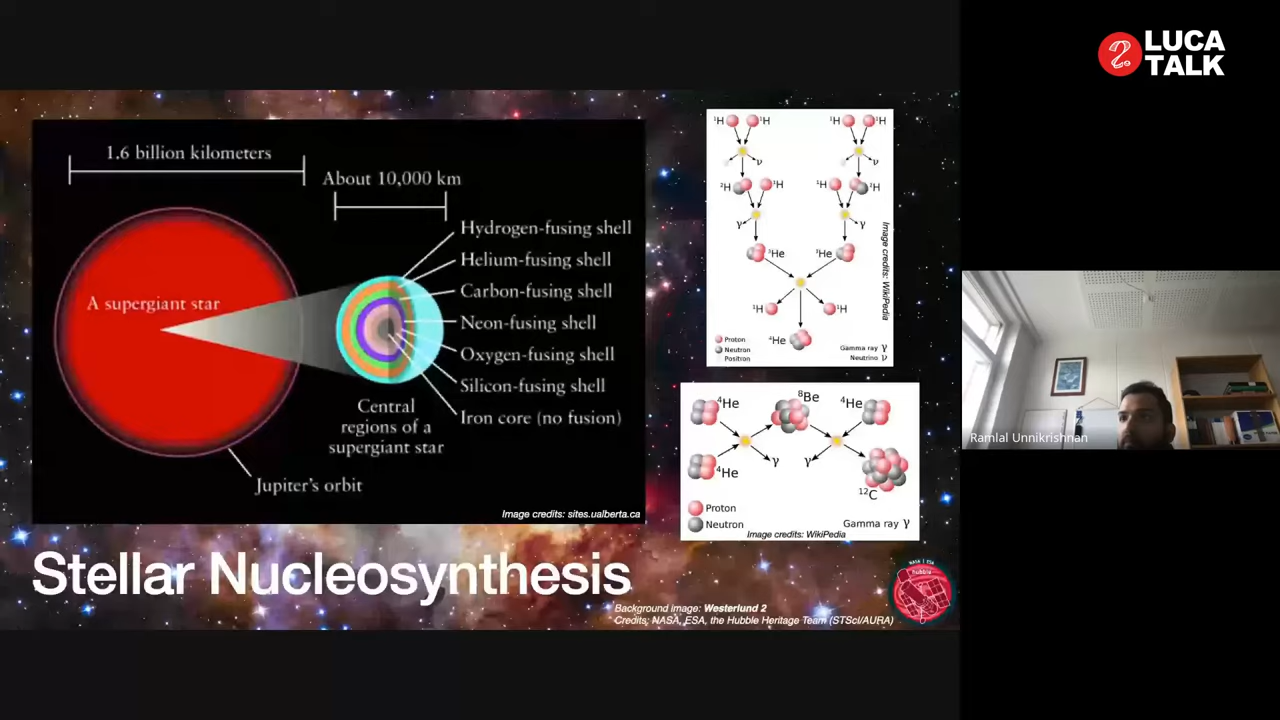 LUCA
TALK
1.6 billion kilometers
About 10,000 km
Hydrogen-fusing shell
Helium-fusing shell
Carbon-fusing shell
Neon-fusing shell
Oxygen-fusing shell
Silicon-fusing shell
Iron core (no fusion)
A supergiant star
Central
regions of a
supergiant star
Jupiter's orbit
Image credits: sites.ualberta.ca
¹H ¹H ¹H ¹H
ν ν
²H ¹H ¹H ²H
γ γ
³He ³He
¹H ¹H
⁴He
Proton
Neutron
Positron
Gamma ray γ
Neutrino ν
Image credits: WikiPedia
⁴He ⁸Be ⁴He
γ γ
⁴He
¹²C
Proton
Neutron
Gamma ray γ
Image credits: WikiPedia
Stellar Nucleosynthesis
Background image: Westerlund 2
Credits: NASA, ESA, the Hubble Heritage Team (STScI/AURA)
NASA | ESA
hubble
Ramlal Unnikrishnan